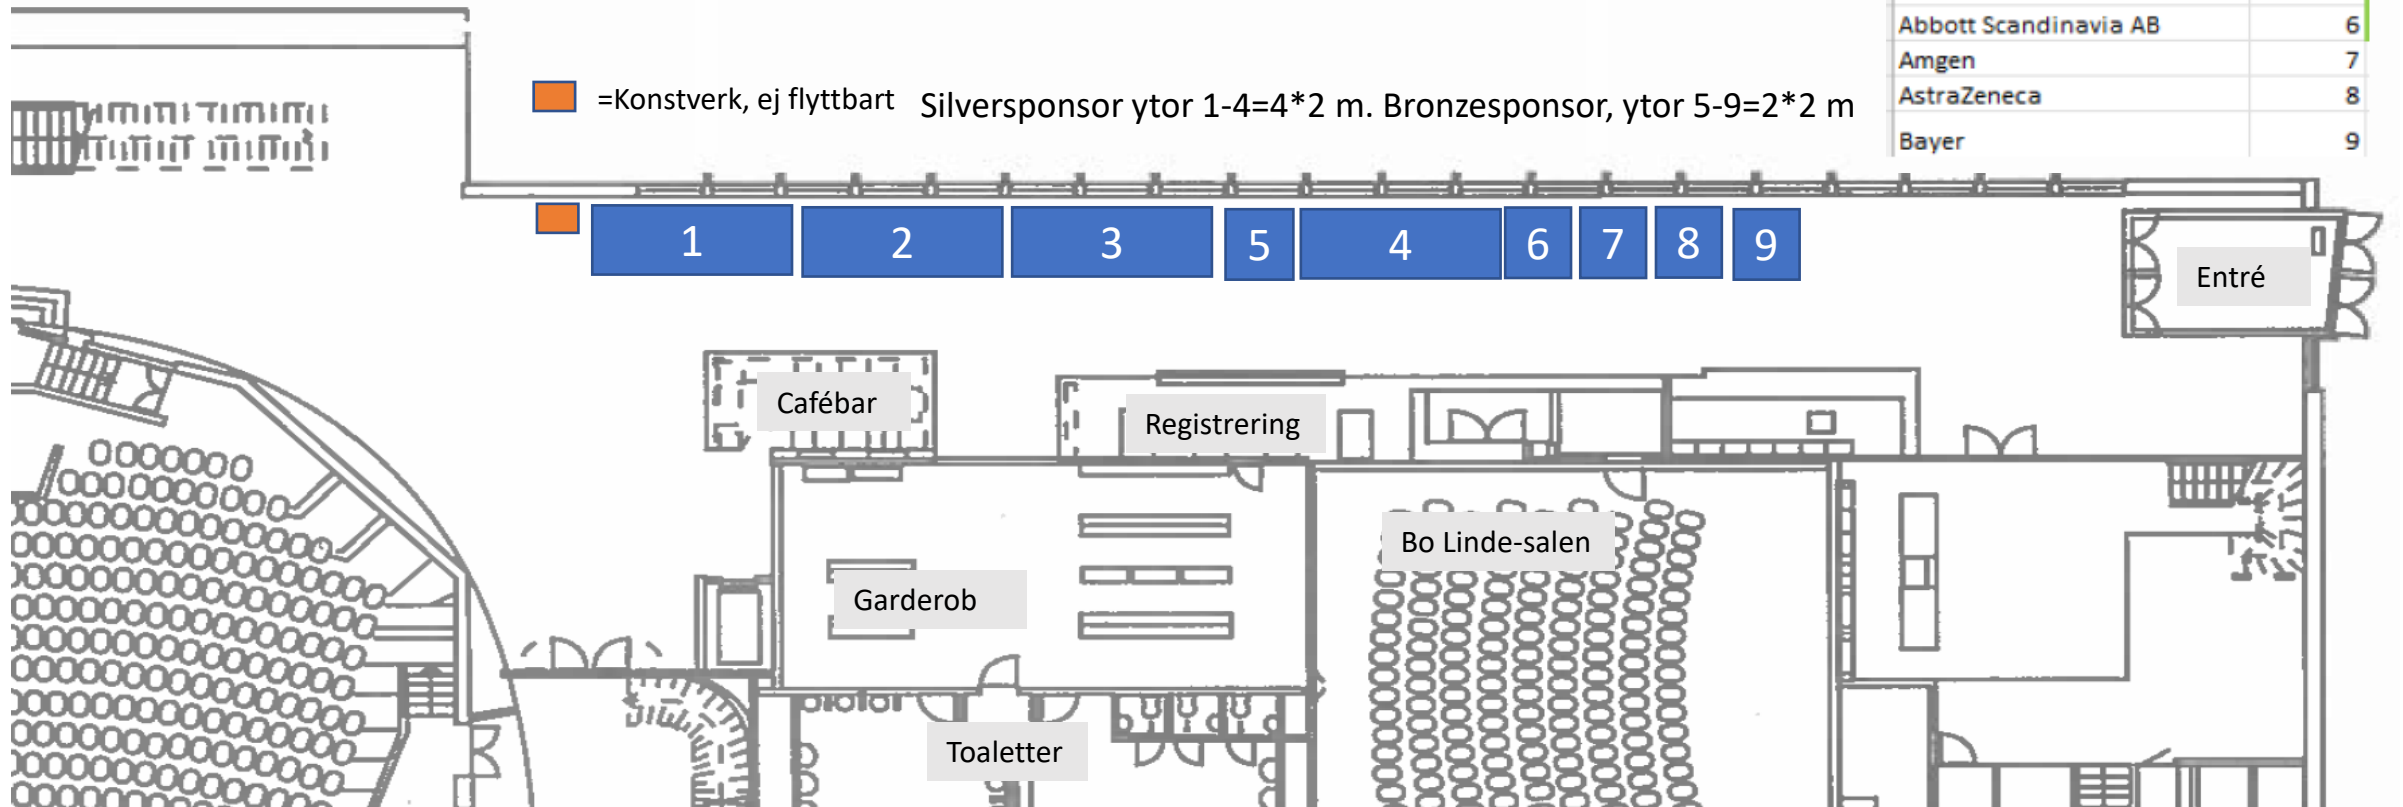 Abbott Scandinavia AB 6
Amgen 7
AstraZeneca 8
Bayer 9
=Konstverk, ej flyttbart
Silversponsor ytor 1-4=4*2 m. Bronzesponsor, ytor 5-9=2*2 m
1 2 3 5 4 6 7 8 9
Entré
Cafébar
Registrering
Bo Linde-salen
Garderob
Toaletter